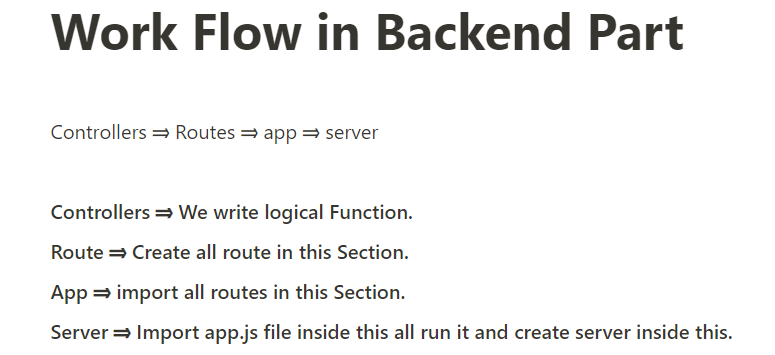 Work Flow in Backend Part
Controllers ⇒ Routes ⇒ app ⇒ server
Controllers ⇒ We write logical Function.
Route ⇒ Create all route in this Section.
App ⇒ import all routes in this Section.
Server ⇒ Import app.js file inside this all run it and create server inside this.